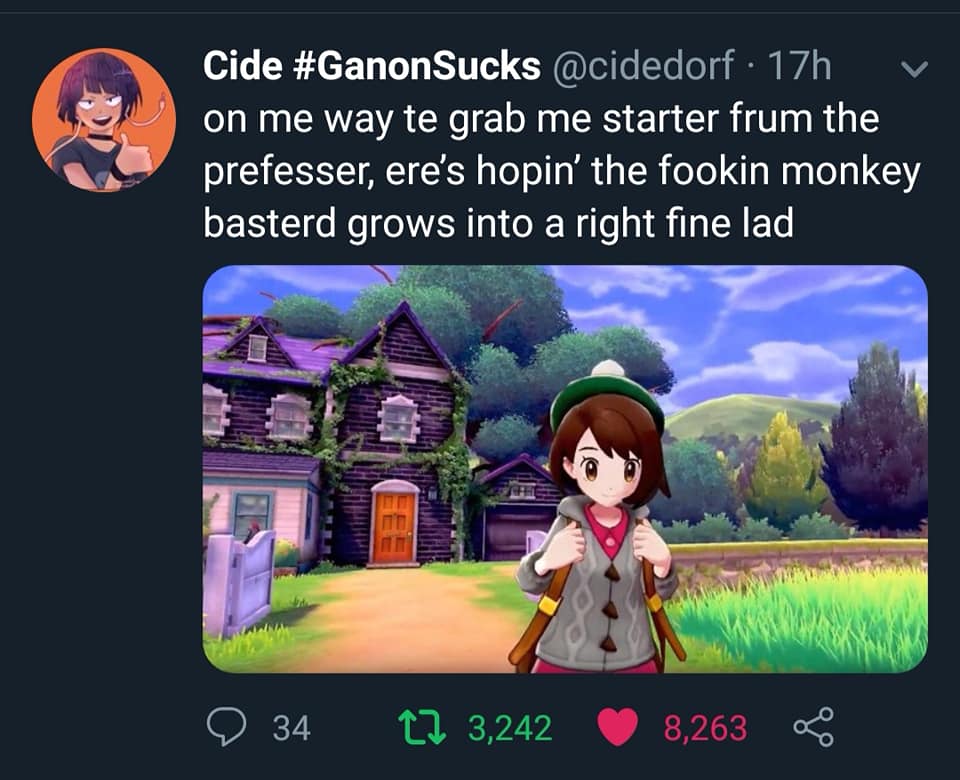 Cide #GanonSucks @cidedorf · 17h
on me way te grab me starter frum the
prefesser, ere’s hopin’ the fookin monkey
basterd grows into a right fine lad
34 3,242 8,263